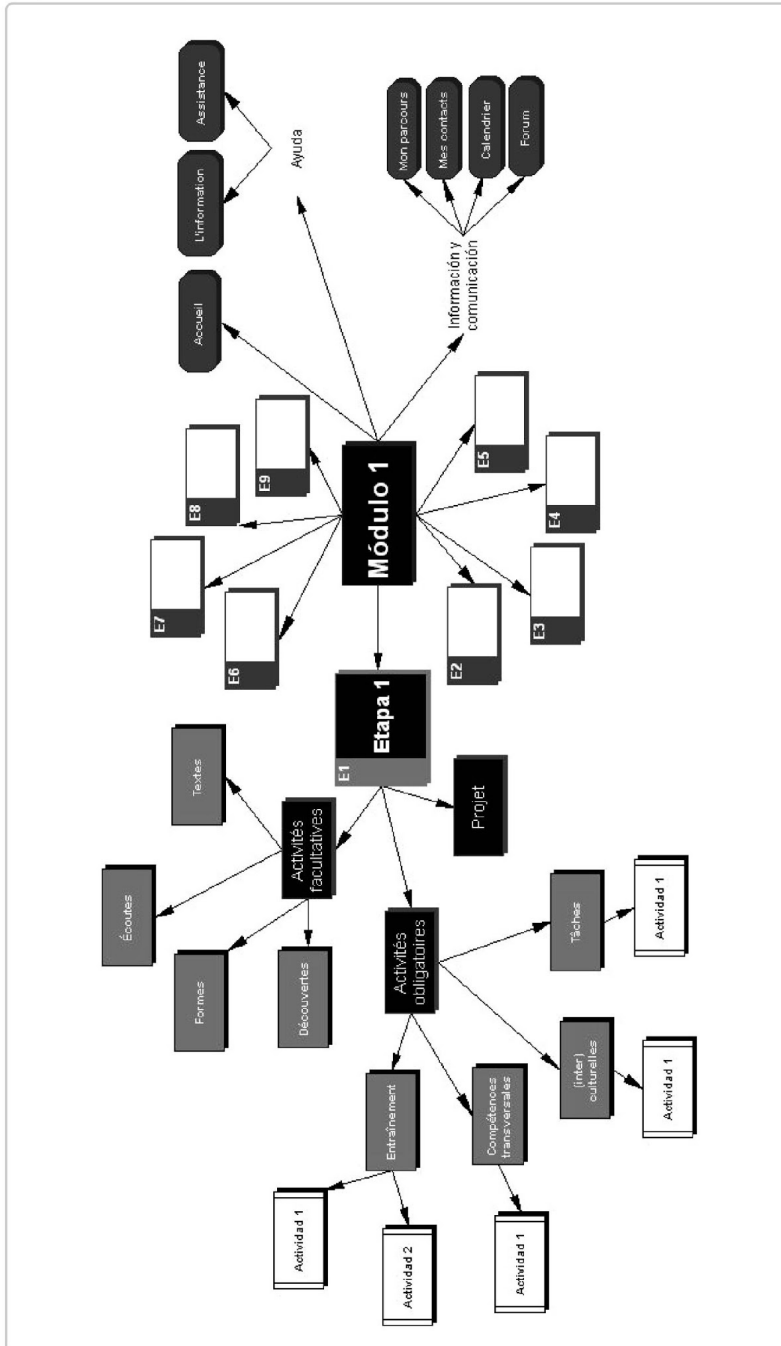 Assistance
L'information
Accueil
Ayuda
Mon parcours
Mes contacts
Calendrier
Forum
Información y
comunicación
E9
E8
E7
E6
Módulo 1
E5
E4
E3
E2
E1
Etapa 1
Projet
Activités
facultatives
Textes
Écoutes
Formes
Découvertes
Activités
obligatoires
Tâches
Actividad 1
(inter)
culturelles
Actividad 1
Compétences
transversales
Actividad 1
Entraînement
Actividad 1
Actividad 2